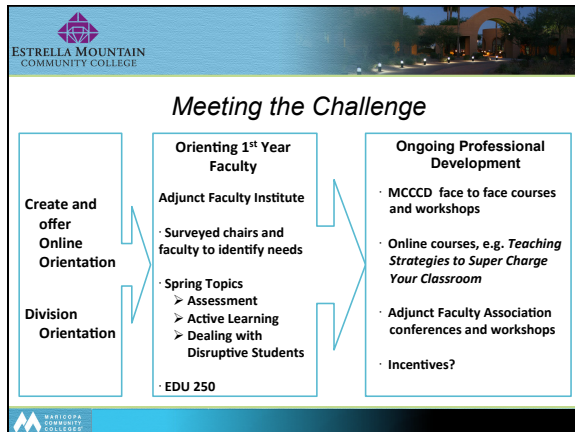 ESTRELLA MOUNTAIN
COMMUNITY COLLEGE
Meeting the Challenge
Create and
offer
Online
Orientation
Division
Orientation
Orienting 1st Year
Faculty
Adjunct Faculty Institute
· Surveyed chairs and
faculty to identify needs
· Spring Topics
➢ Assessment
➢ Active Learning
➢ Dealing with
Disruptive Students
· EDU 250
Ongoing Professional
Development
· MCCCD face to face courses
and workshops
· Online courses, e.g. Teaching
Strategies to Super Charge
Your Classroom
· Adjunct Faculty Association
conferences and workshops
· Incentives?
MARICOPA
COMMUNITY
COLLEGES